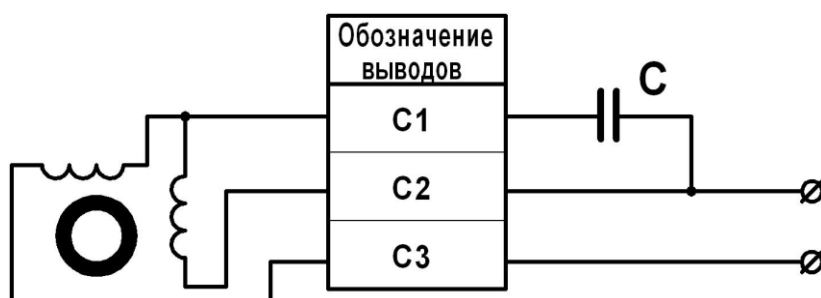 Обозначение
выводов
С1
С
С2
С3